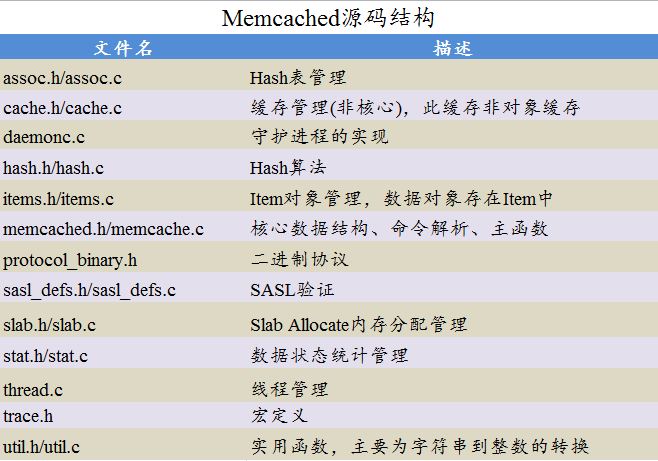 Memcached源码结构
文件名 描述
assoc.h/assoc.c Hash表管理
cache.h/cache.c 缓存管理(非核心)，此缓存非对象缓存
daemonc.c 守护进程的实现
hash.h/hash.c Hash算法
items.h/items.c Item对象管理，数据对象存在Item中
memcached.h/memcache.c 核心数据结构、命令解析、主函数
protocol_binary.h 二进制协议
sasl_defs.h/sasl_defs.c SASL验证
slab.h/slab.c Slab Allocate内存分配管理
stat.h/stat.c 数据状态统计管理
thread.c 线程管理
trace.h 宏定义
util.h/util.c 实用函数，主要为字符串到整数的转换